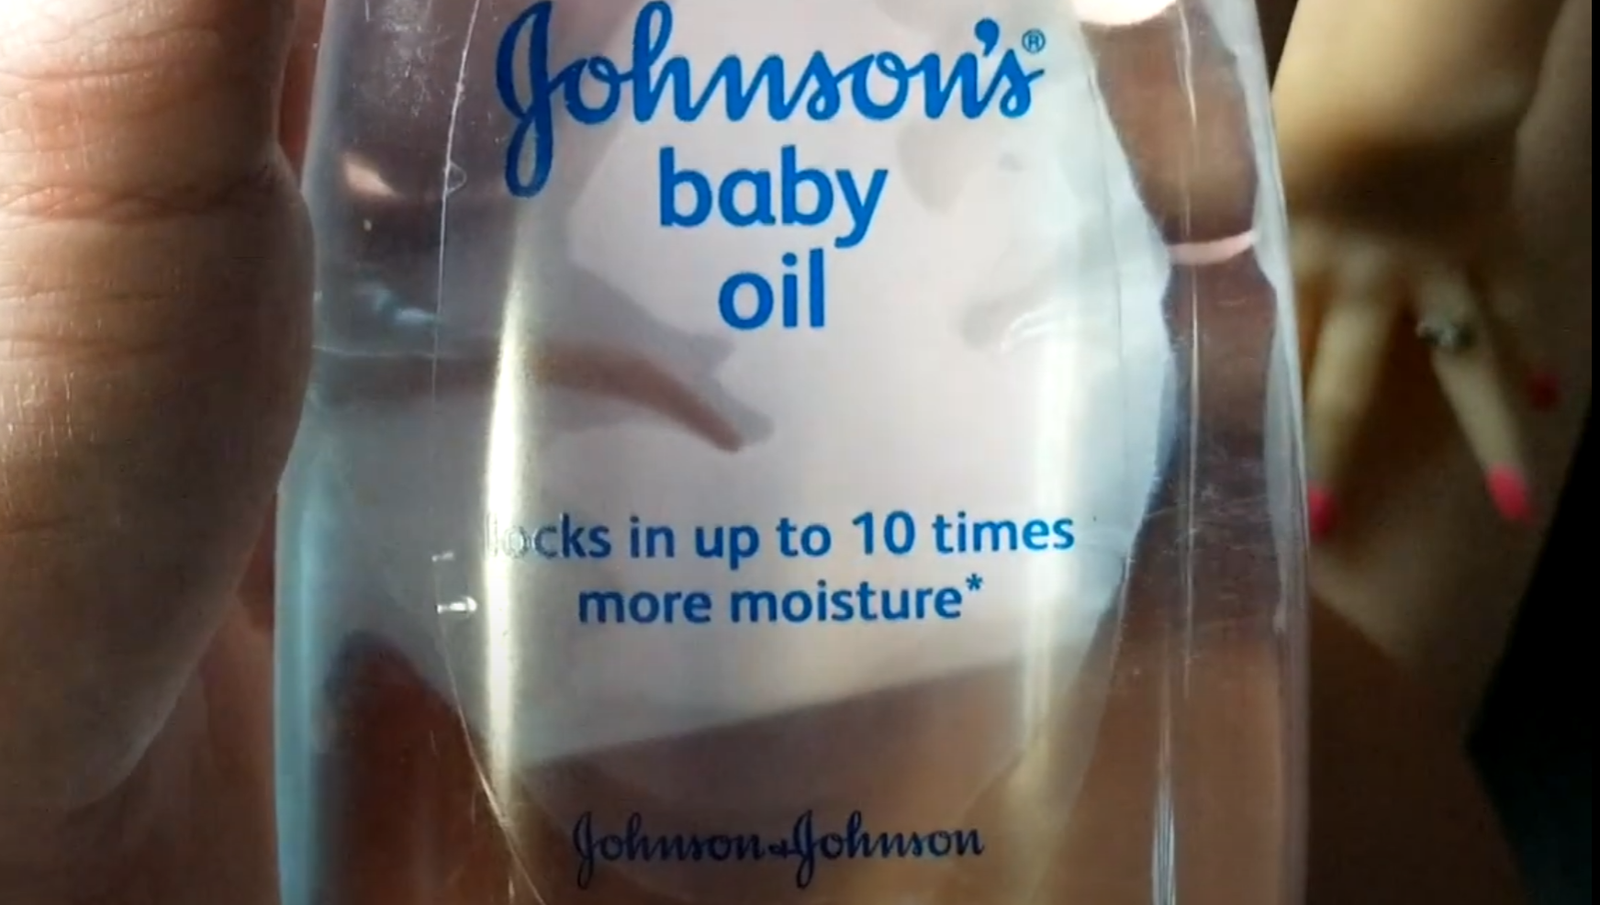 Johnson's®
baby
oil
locks in up to 10 times
more moisture*
Johnson+Johnson